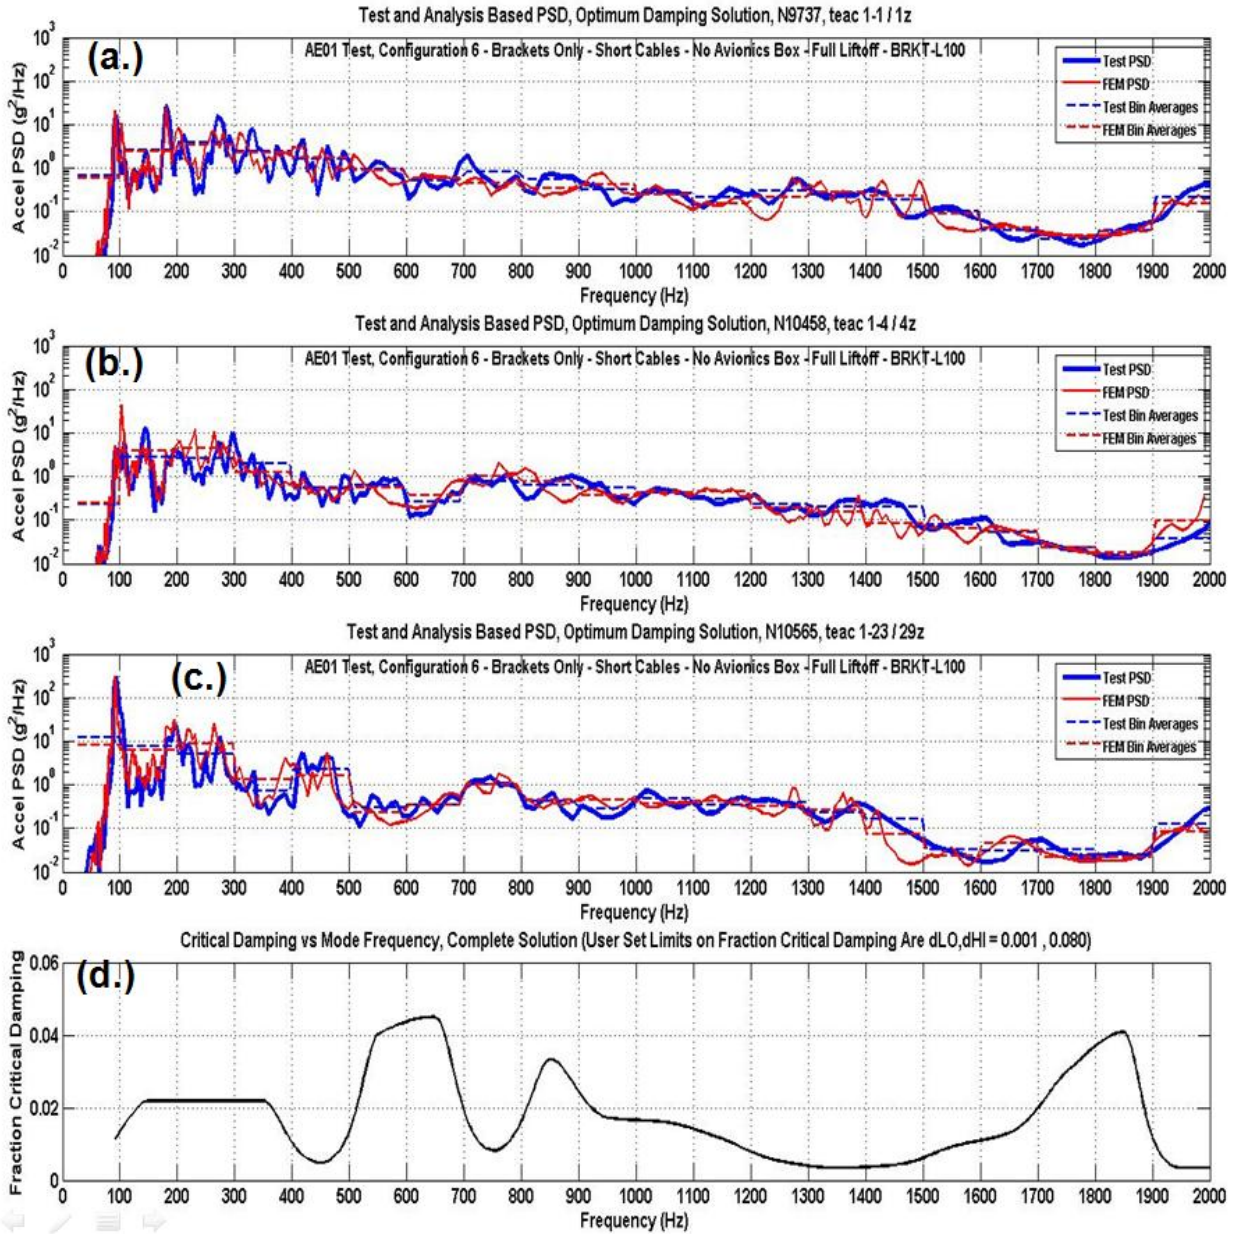 Test and Analysis Based PSD, Optimum Damping Solution, N9737, teac 1-1 / 1z
(a.)
AE01 Test, Configuration 6 - Brackets Only - Short Cables - No Avionics Box - Full Liftoff - BRKT-L100
Test PSD
FEM PSD
Test Bin Averages
FEM Bin Averages
Accel PSD (g²/Hz)
10³
10²
10¹
10⁰
10⁻¹
10⁻²
0 100 200 300 400 500 600 700 800 900 1000 1100 1200 1300 1400 1500 1600 1700 1800 1900 2000
Frequency (Hz)
Test and Analysis Based PSD, Optimum Damping Solution, N10458, teac 1-4 / 4z
(b.)
AE01 Test, Configuration 6 - Brackets Only - Short Cables - No Avionics Box - Full Liftoff - BRKT-L100
Test PSD
FEM PSD
Test Bin Averages
FEM Bin Averages
Accel PSD (g²/Hz)
10³
10²
10¹
10⁰
10⁻¹
10⁻²
0 100 200 300 400 500 600 700 800 900 1000 1100 1200 1300 1400 1500 1600 1700 1800 1900 2000
Frequency (Hz)
Test and Analysis Based PSD, Optimum Damping Solution, N10565, teac 1-23 / 29z
(c.)
AE01 Test, Configuration 6 - Brackets Only - Short Cables - No Avionics Box - Full Liftoff - BRKT-L100
Test PSD
FEM PSD
Test Bin Averages
FEM Bin Averages
Accel PSD (g²/Hz)
10³
10²
10¹
10⁰
10⁻¹
10⁻²
0 100 200 300 400 500 600 700 800 900 1000 1100 1200 1300 1400 1500 1600 1700 1800 1900 2000
Frequency (Hz)
Critical Damping vs Mode Frequency, Complete Solution (User Set Limits on Fraction Critical Damping Are dLO,dHI = 0.001 , 0.080)
(d.)
Fraction Critical Damping
0.06
0.04
0.02
0
0 100 200 300 400 500 600 700 800 900 1000 1100 1200 1300 1400 1500 1600 1700 1800 1900 2000
Frequency (Hz)